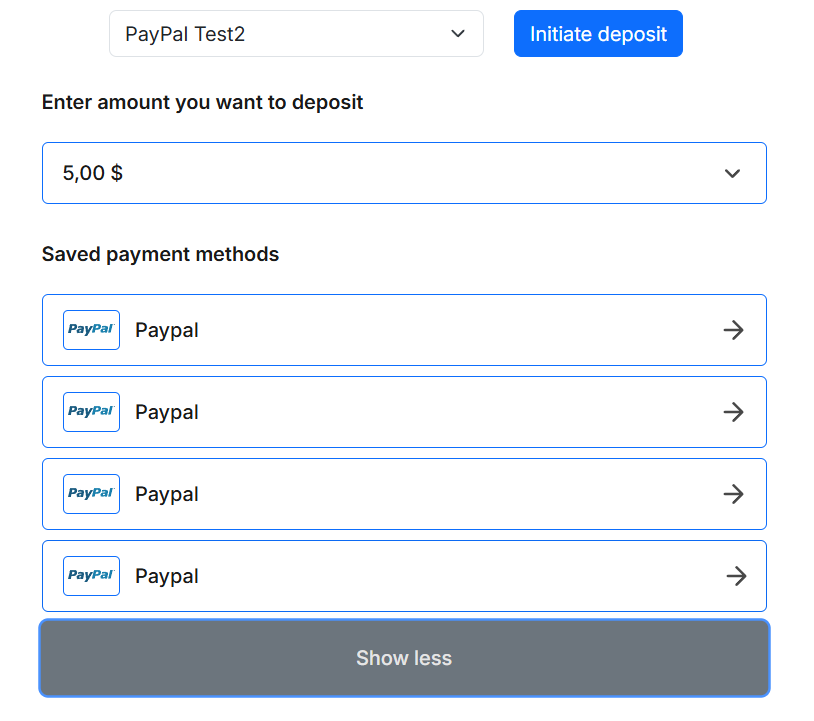 PayPal Test2
Initiate deposit
Enter amount you want to deposit
5,00 $
Saved payment methods
PayPal Paypal
PayPal Paypal
PayPal Paypal
PayPal Paypal
Show less